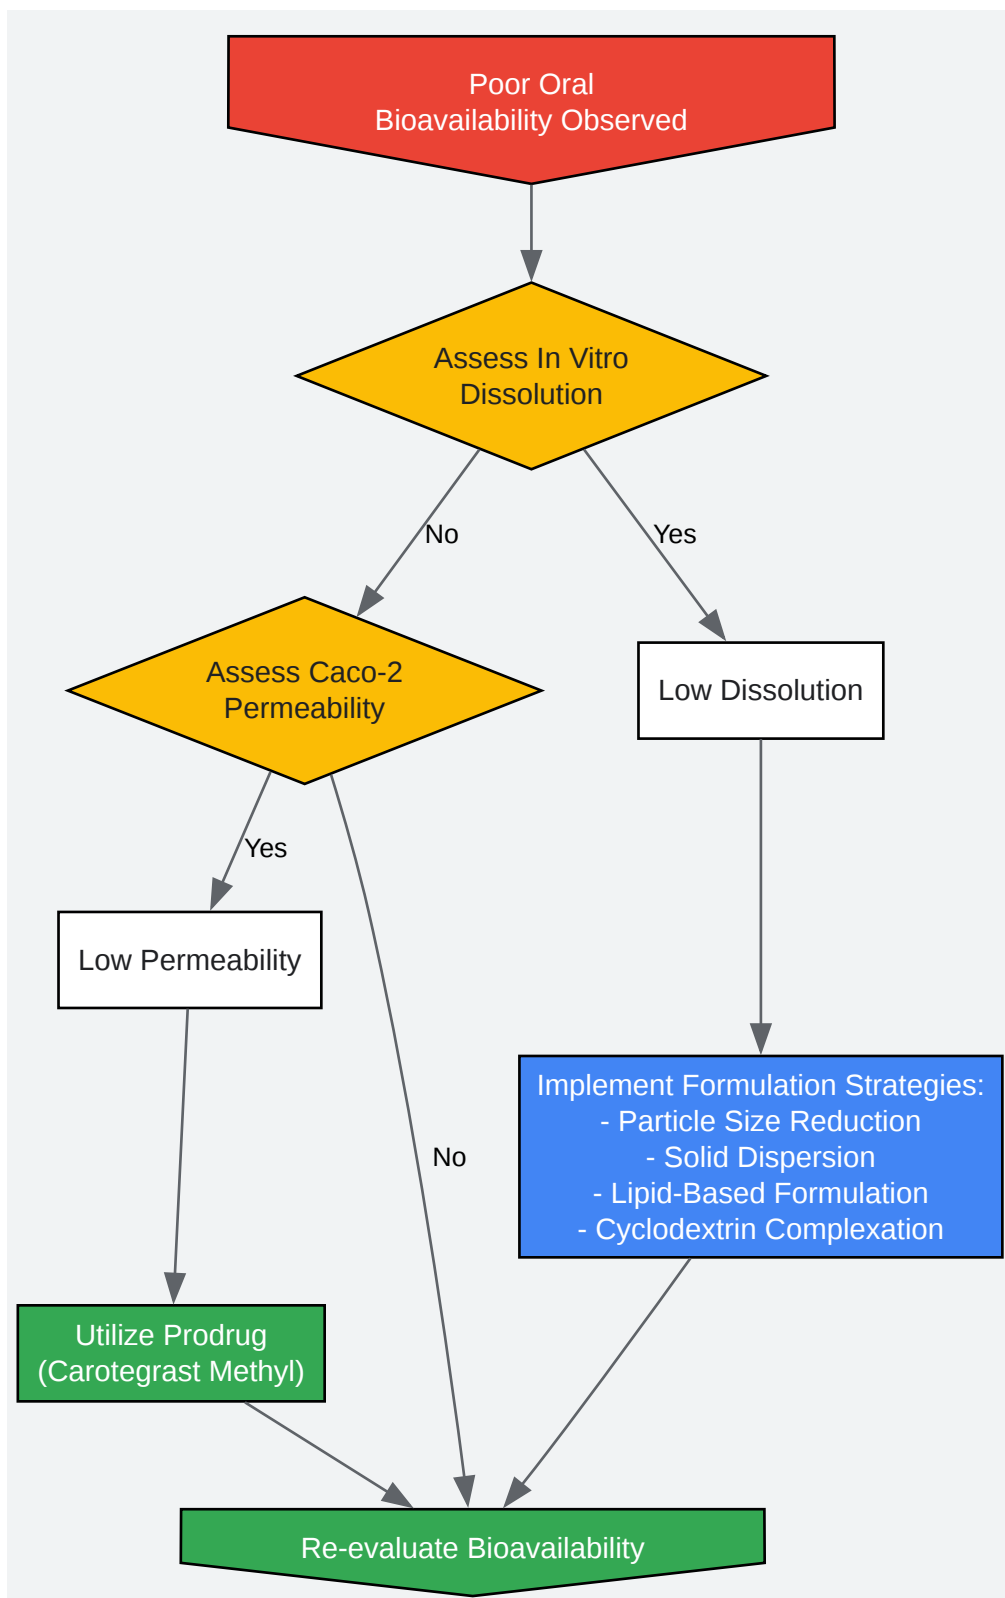 Poor Oral
Bioavailability Observed
Assess In Vitro
Dissolution
No
Yes
Assess Caco-2
Permeability
Low Dissolution
Yes
Low Permeability
Implement Formulation Strategies:
- Particle Size Reduction
- Solid Dispersion
- Lipid-Based Formulation
- Cyclodextrin Complexation
No
Utilize Prodrug
(Carotegrast Methyl)
Re-evaluate Bioavailability